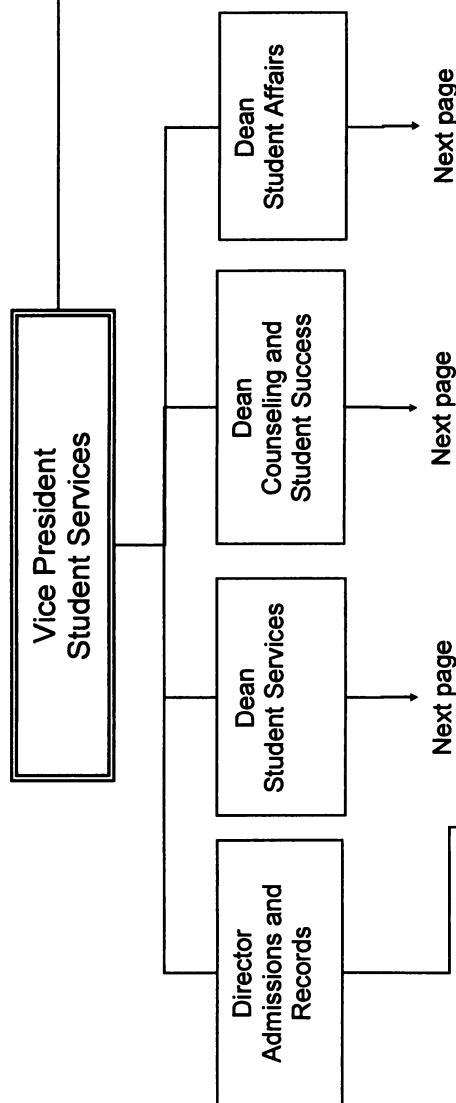 Vice President
Student Services
Director
Admissions and
Records
Dean
Student Services
Dean
Counseling and
Student Success
Dean
Student Affairs
Next page
Next page
Next page